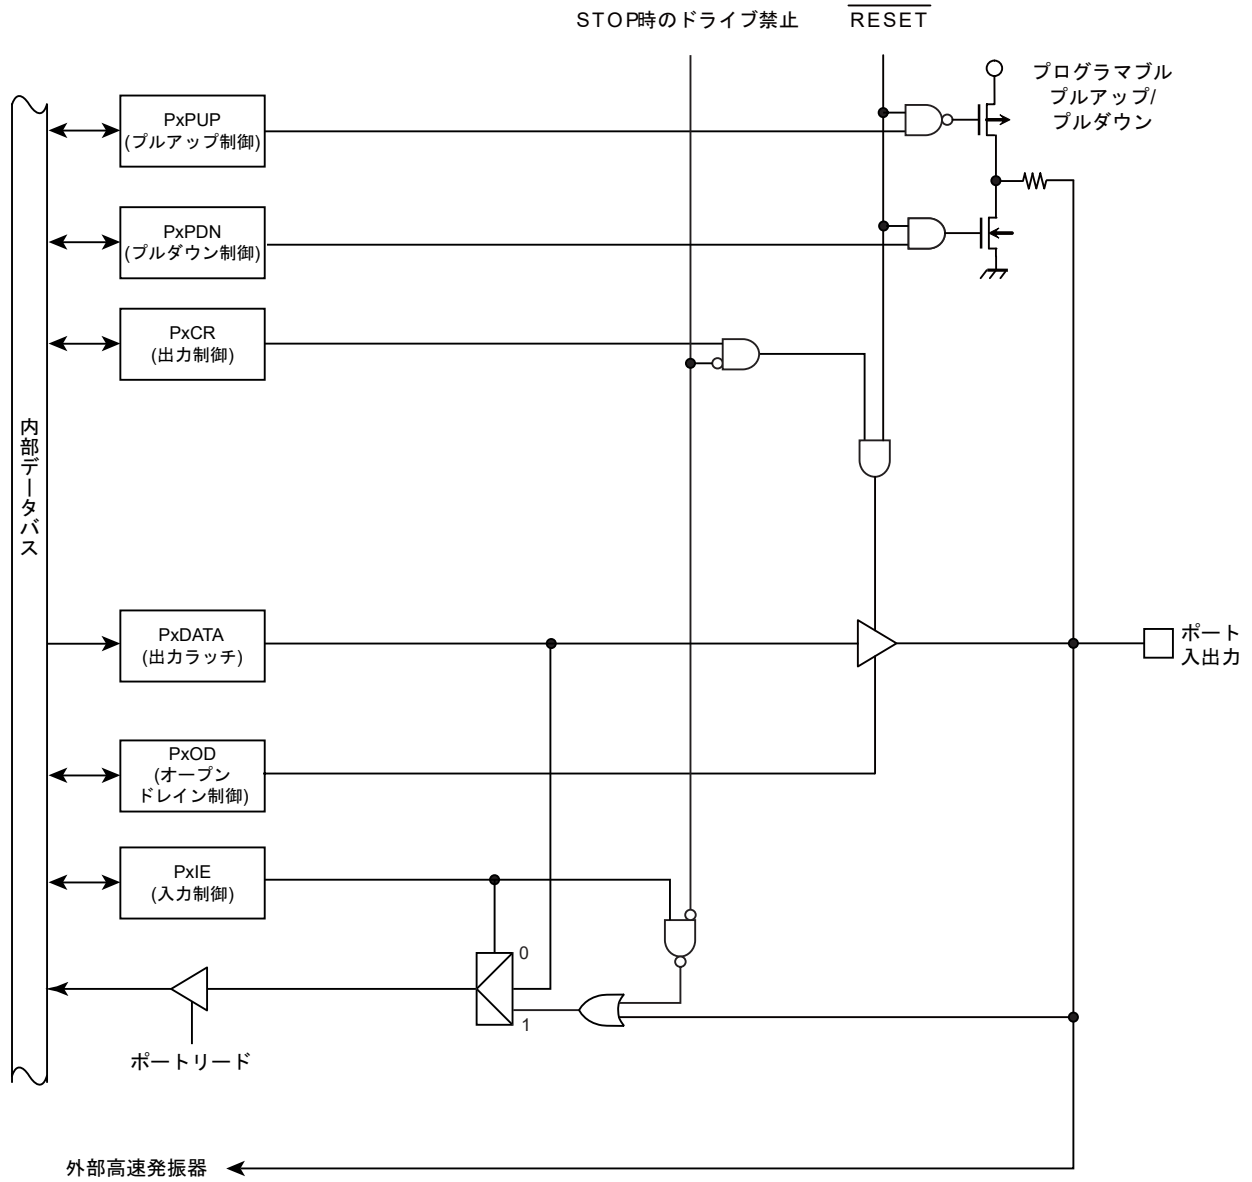 STOP時のドライブ禁止
RESET
プログラマブル
プルアップ/
プルダウン
PxPUP
(プルアップ制御)
PxPDN
(プルダウン制御)
PxCR
(出力制御)
内部データバス
PxDATA
(出力ラッチ)
ポート
入出力
PxOD
(オープン
ドレイン制御)
PxIE
(入力制御)
0
1
ポートリード
外部高速発振器